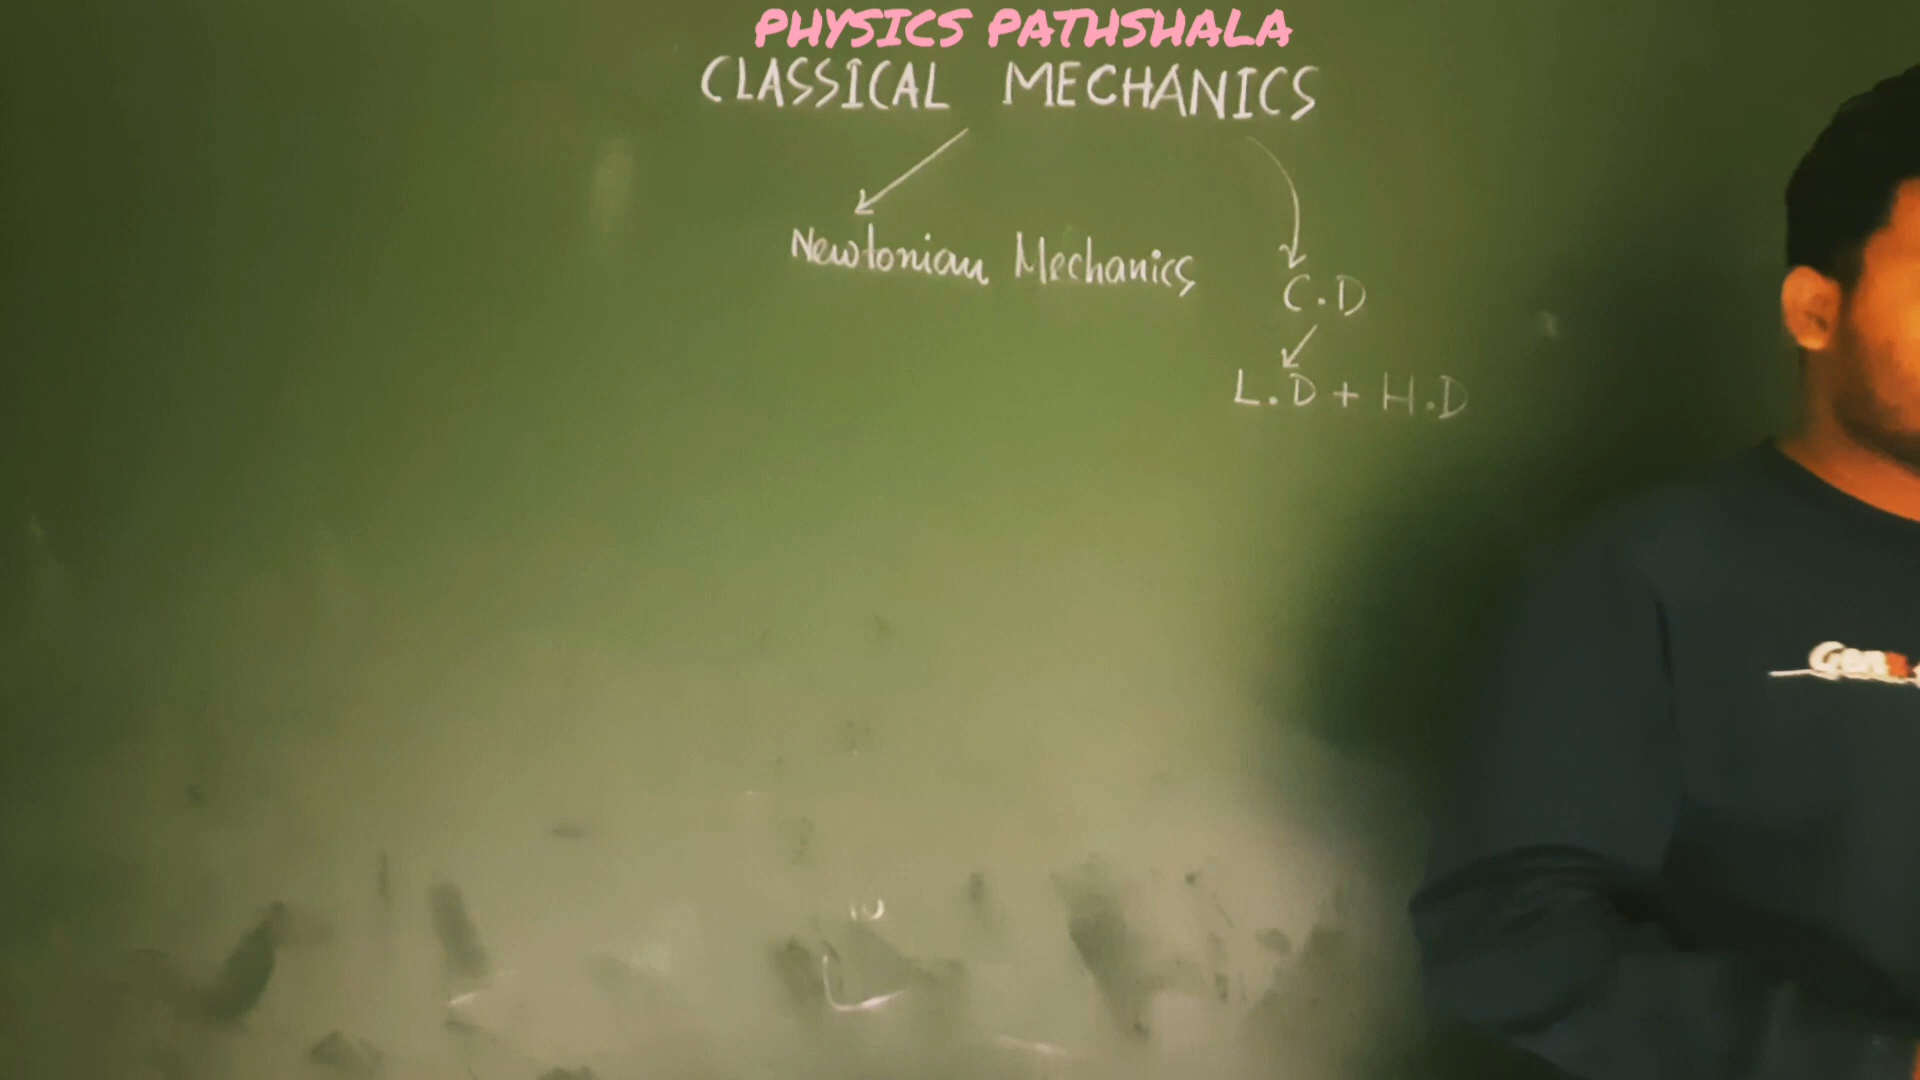 PHYSICS PATHSHALA
CLASSICAL MECHANICS
Newtonian Mechanics
C.D
L.D + H.D